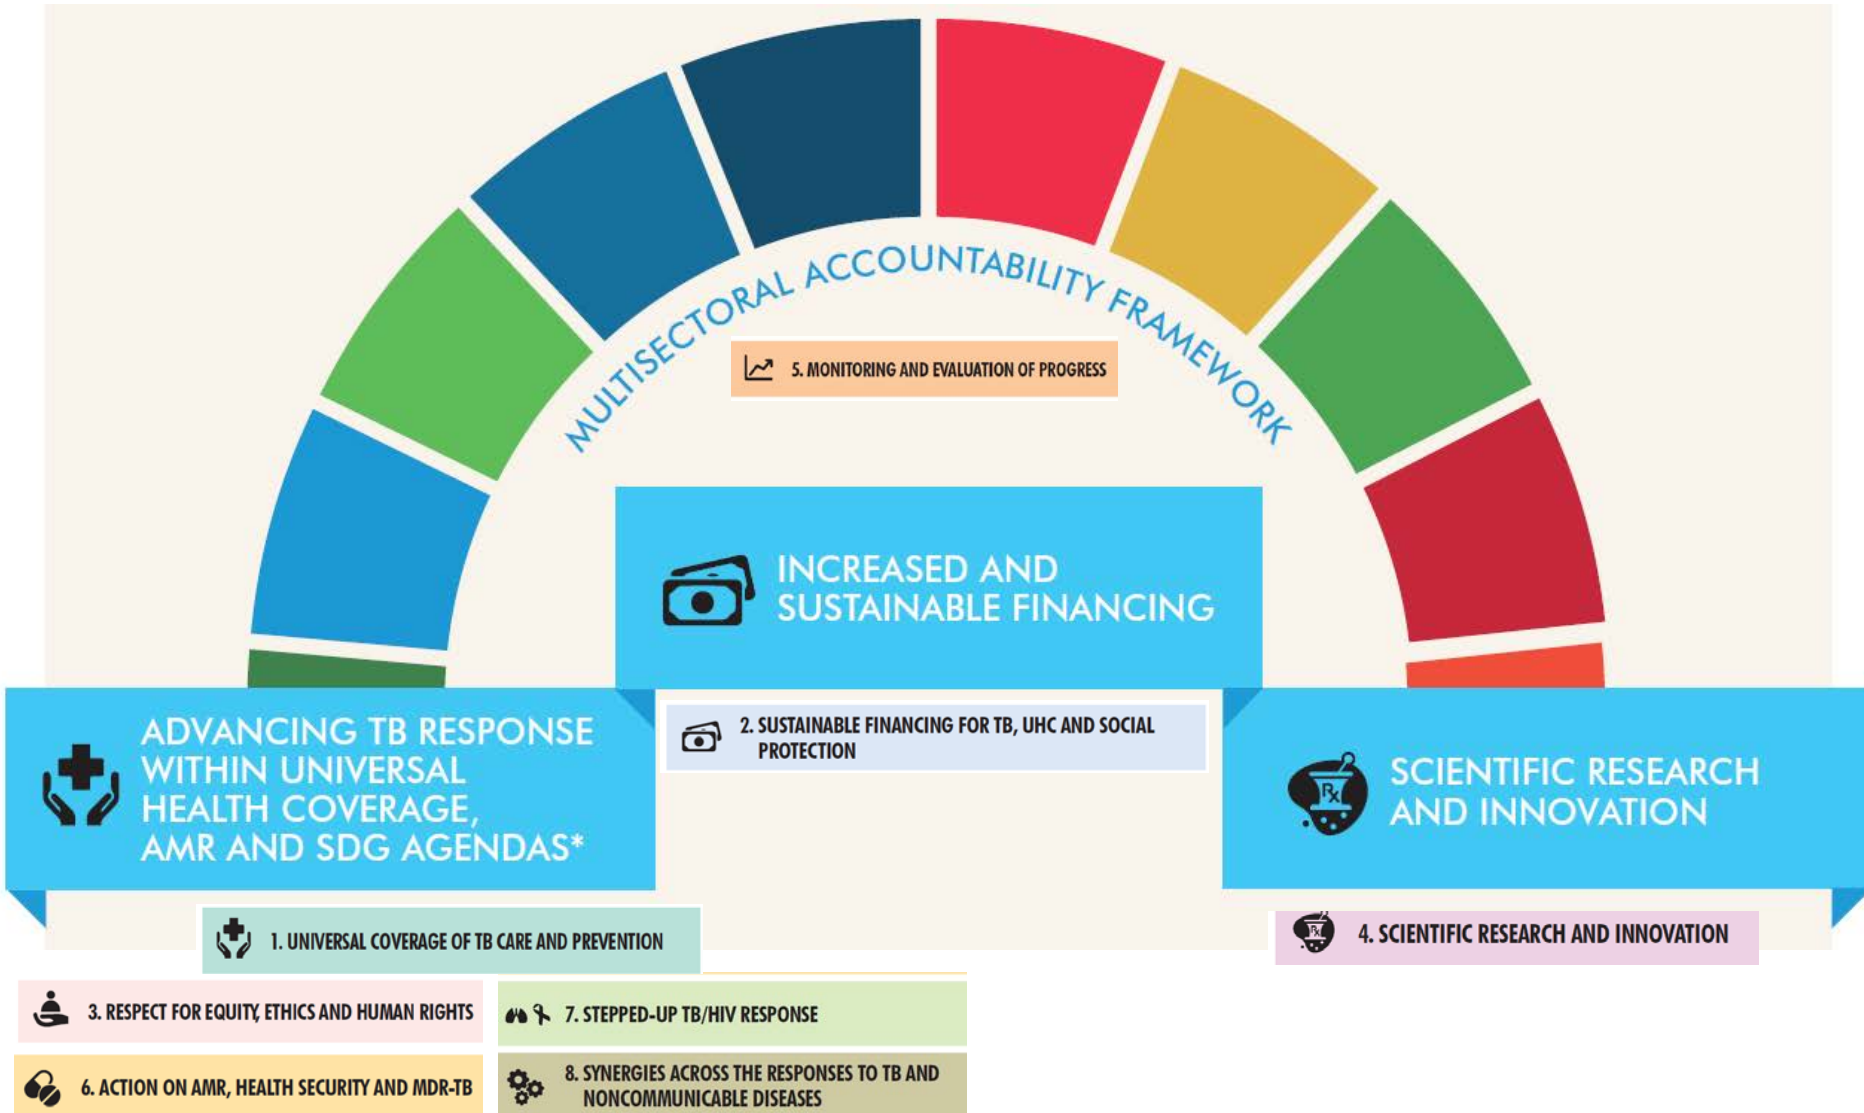 MULTISECTORAL ACCOUNTABILITY FRAMEWORK
5. MONITORING AND EVALUATION OF PROGRESS
INCREASED AND
SUSTAINABLE FINANCING
2. SUSTAINABLE FINANCING FOR TB, UHC AND SOCIAL
PROTECTION
ADVANCING TB RESPONSE
WITHIN UNIVERSAL
HEALTH COVERAGE,
AMR AND SDG AGENDAS*
Rx
SCIENTIFIC RESEARCH
AND INNOVATION
1. UNIVERSAL COVERAGE OF TB CARE AND PREVENTION
Rx
4. SCIENTIFIC RESEARCH AND INNOVATION
3. RESPECT FOR EQUITY, ETHICS AND HUMAN RIGHTS
7. STEPPED-UP TB/HIV RESPONSE
6. ACTION ON AMR, HEALTH SECURITY AND MDR-TB
8. SYNERGIES ACROSS THE RESPONSES TO TB AND
NONCOMMUNICABLE DISEASES